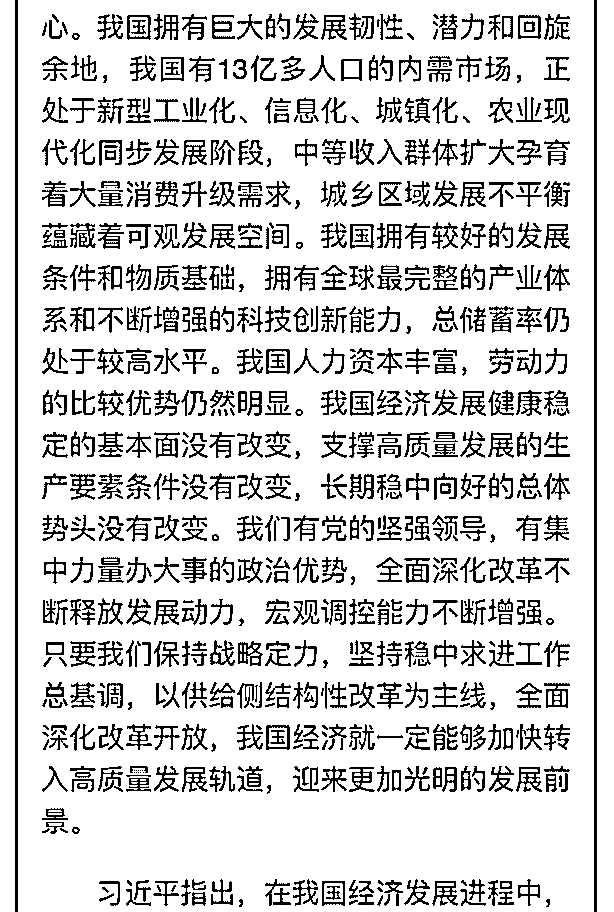 心。我国拥有巨大的发展韧性、潜力和回旋
余地，我国有13亿多人口的内需市场，正
处于新型工业化、信息化、城镇化、农业现
代化同步发展阶段，中等收入群体扩大孕育
着大量消费升级需求，城乡区域发展不平衡
蕴藏着可观发展空间。我国拥有较好的发展
条件和物质基础，拥有全球最完整的产业体
系和不断增强的科技创新能力，总储蓄率仍
处于较高水平。我国人力资本丰富，劳动力
的比较优势仍然明显。我国经济发展健康稳
定的基本面没有改变，支撑高质量发展的生
产要素条件没有改变，长期稳中向好的总体
势头没有改变。我们有党的坚强领导，有集
中力量办大事的政治优势，全面深化改革不
断释放发展动力，宏观调控能力不断增强。
只要我们保持战略定力，坚持稳中求进工作
总基调，以供给侧结构性改革为主线，全面
深化改革开放，我国经济就一定能够加快转
入高质量发展轨道，迎来更加光明的发展前
景。
习近平指出，在我国经济发展进程中，